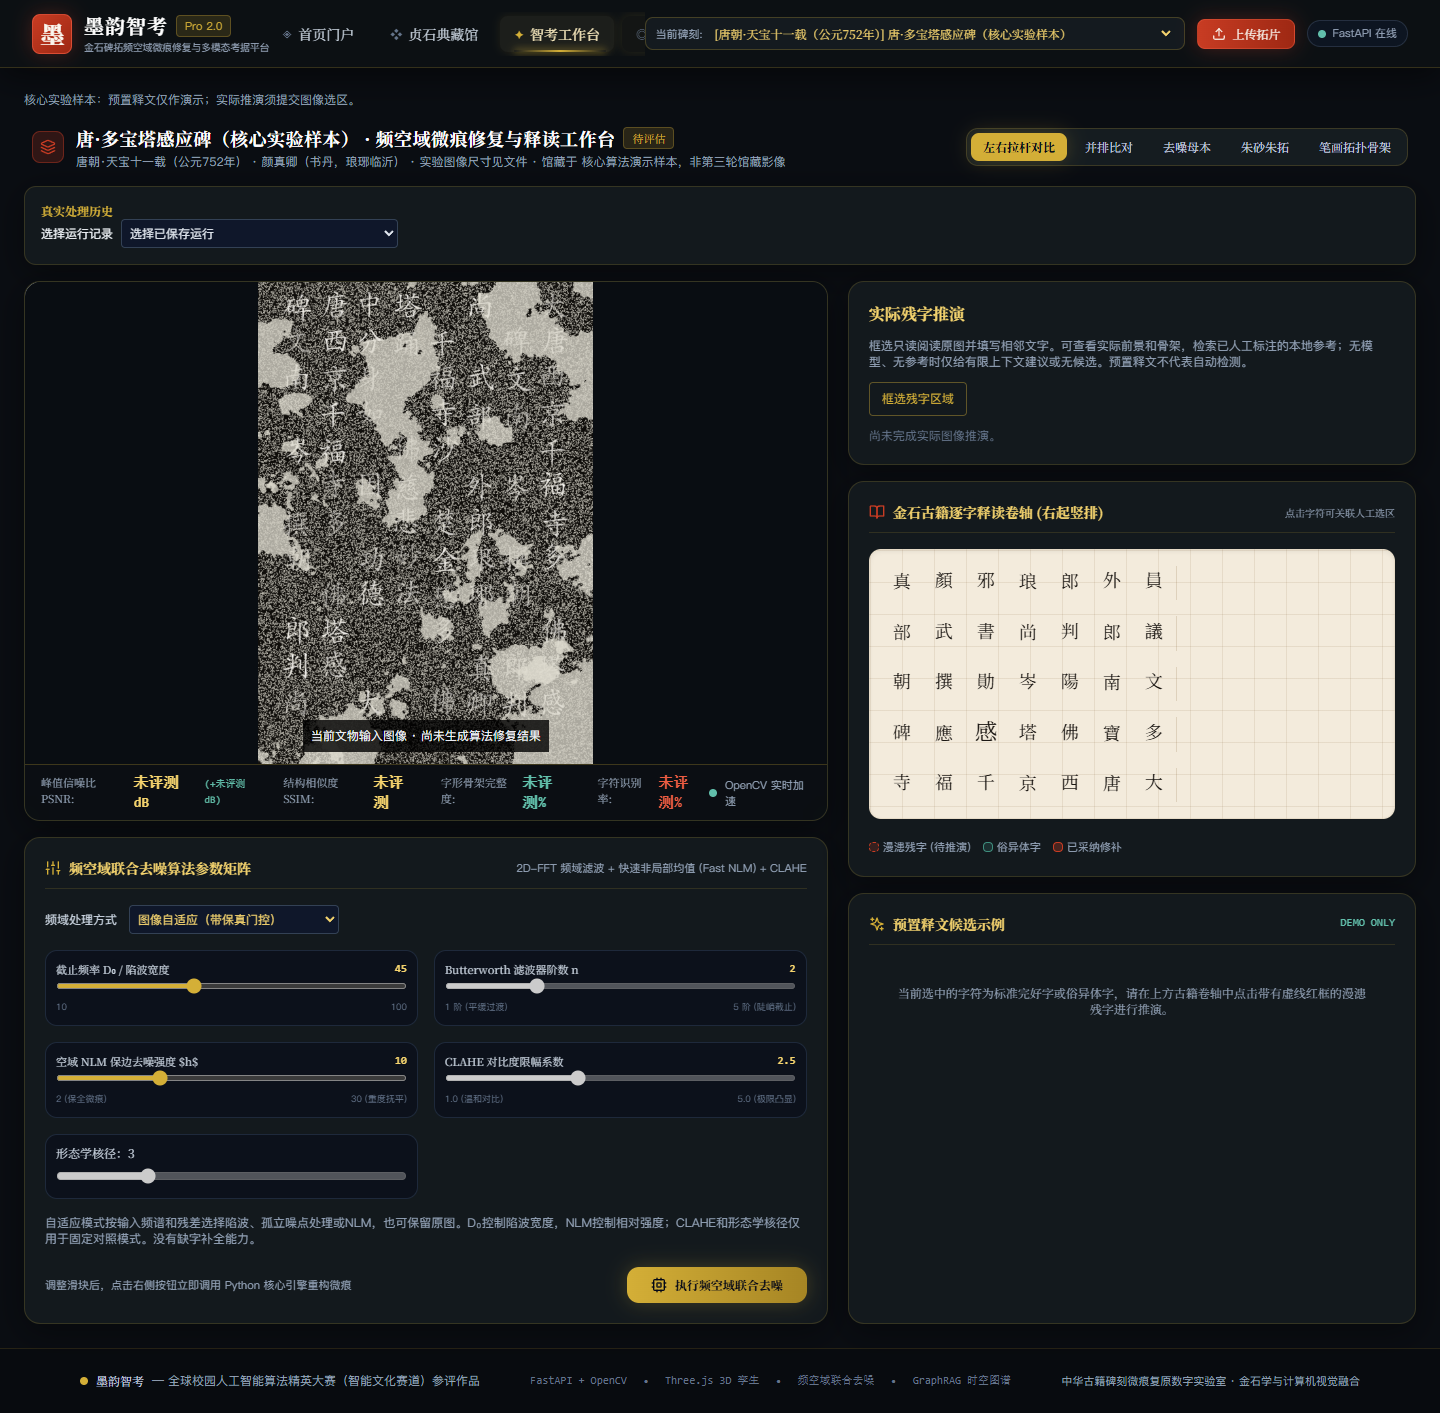 墨 墨韵智考 Pro 2.0
金石碑拓频空域微痕修复与多模态考据平台
首页门户 贞石典藏馆 智考工作台
当前碑刻: [唐朝·天宝十一载（公元752年）] 唐·多宝塔感应碑（核心实验样本）
上传拓片 FastAPI 在线
核心实验样本：预置释文仅作演示；实际推演须提交图像选区。
唐·多宝塔感应碑（核心实验样本） · 频空域微痕修复与释读工作台 待评估
唐朝·天宝十一载（公元752年） · 颜真卿（书丹，琅琊临沂） · 实验图像尺寸见文件 · 馆藏于 核心算法演示样本，非第三轮馆藏影像
左右拉杆对比 并排比对 去噪母本 朱砂朱拓 笔画拓扑骨架
真实处理历史
选择运行记录 选择已保存运行
当前文物输入图像 · 尚未生成算法修复结果
峰值信噪比 PSNR: 未评测 dB (+未评测 dB)
结构相似度 SSIM: 未评测
字形骨架完整度: 未评测%
字符识别率: 未评测%
OpenCV 实时加速
频空域联合去噪算法参数矩阵
2D-FFT 频域滤波 + 快速非局部均值 (Fast NLM) + CLAHE
频域处理方式 图像自适应（带保真门控）
截止频率 D₀ / 陷波宽度 45
10 100
Butterworth 滤波器阶数 n 2
1 阶 (平缓过渡) 5 阶 (陡峭截止)
空域 NLM 保边去噪强度 $h$ 10
2 (保全微痕) 30 (重度抚平)
CLAHE 对比度限幅系数 2.5
1.0 (温和对比) 5.0 (极限凸显)
形态学核径：3
自适应模式按输入频谱和残差选择陷波、孤立噪点处理或NLM，也可保留原图。D₀控制陷波宽度，NLM控制相对强度；CLAHE和形态学核径仅
用于固定对照模式。没有缺字补全能力。
调整滑块后，点击右侧按钮立即调用 Python 核心引擎重构微痕
执行频空域联合去噪
实际残字推演
框选只读阅读原图并填写相邻文字。可查看实际前景和骨架，检索已人工标注的本地参考；无模
型、无参考时仅给有限上下文建议或无候选。预置释文不代表自动检测。
框选残字区域
尚未完成实际图像推演。
金石古籍逐字释读卷轴 (右起竖排)
点击字符可关联人工选区
真 顏 邪 琅 郎 外 員
部 武 書 尚 判 郎 議
朝 撰 勛 岑 陽 南 文
碑 應 感 塔 佛 寶 多
寺 福 千 京 西 唐 大
漫漶残字 (待推演) 俗异体字 已采纳修补
预置释文候选示例
DEMO ONLY
当前选中的字符为标准完好字或俗异体字，请在上方古籍卷轴中点击带有虚线红框的漫漶
残字进行推演。
墨韵智考 — 全球校园人工智能算法精英大赛（智能文化赛道）参评作品
FastAPI + OpenCV • Three.js 3D 孪生 • 频空域联合去噪 • GraphRAG 时空图谱
中华古籍碑刻微痕复原数字实验室 · 金石学与计算机视觉融合